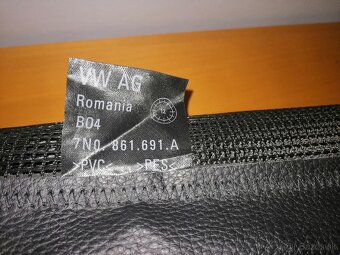 VW AG
Romania
B04
7N0.861.691.A
>PVC< >PES<